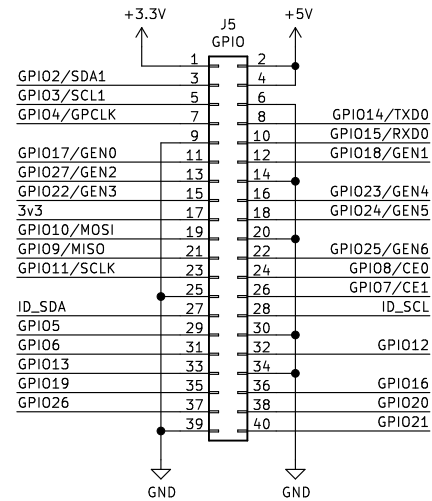 +3.3V +5V
J5
GPIO
1 2
GPIO2/SDA1 3 4
GPIO3/SCL1 5 6
GPIO4/GPCLK 7 8 GPIO14/TXD0
9 10 GPIO15/RXD0
GPIO17/GEN0 11 12 GPIO18/GEN1
GPIO27/GEN2 13 14
GPIO22/GEN3 15 16 GPIO23/GEN4
3v3 17 18 GPIO24/GEN5
GPIO10/MOSI 19 20
GPIO9/MISO 21 22 GPIO25/GEN6
GPIO11/SCLK 23 24 GPIO8/CE0
25 26 GPIO7/CE1
ID_SDA 27 28 ID_SCL
GPIO5 29 30
GPIO6 31 32 GPIO12
GPIO13 33 34
GPIO19 35 36 GPIO16
GPIO26 37 38 GPIO20
39 40 GPIO21
GND GND